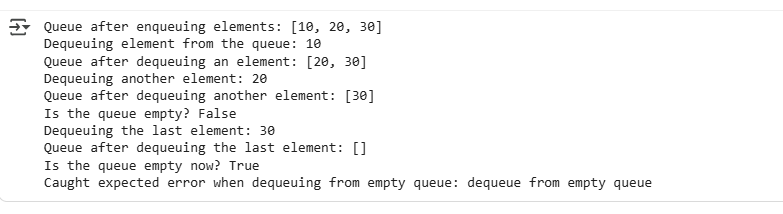 Queue after enqueuing elements: [10, 20, 30]
Dequeuing element from the queue: 10
Queue after dequeuing an element: [20, 30]
Dequeuing another element: 20
Queue after dequeuing another element: [30]
Is the queue empty? False
Dequeuing the last element: 30
Queue after dequeuing the last element: []
Is the queue empty now? True
Caught expected error when dequeuing from empty queue: dequeue from empty queue